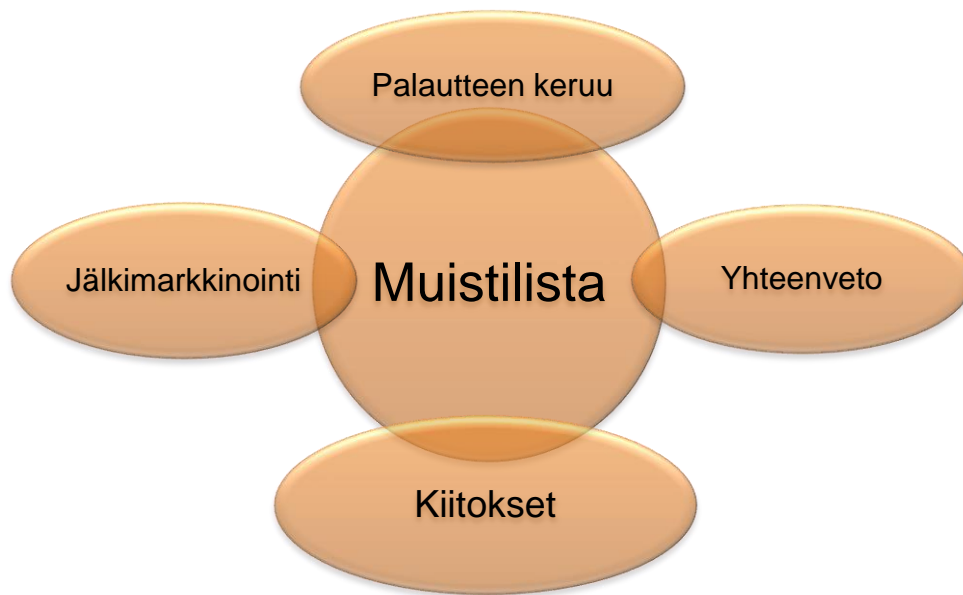 Palautteen keruu
Jälkimarkkinointi
Muistilista
Yhteenveto
Kiitokset